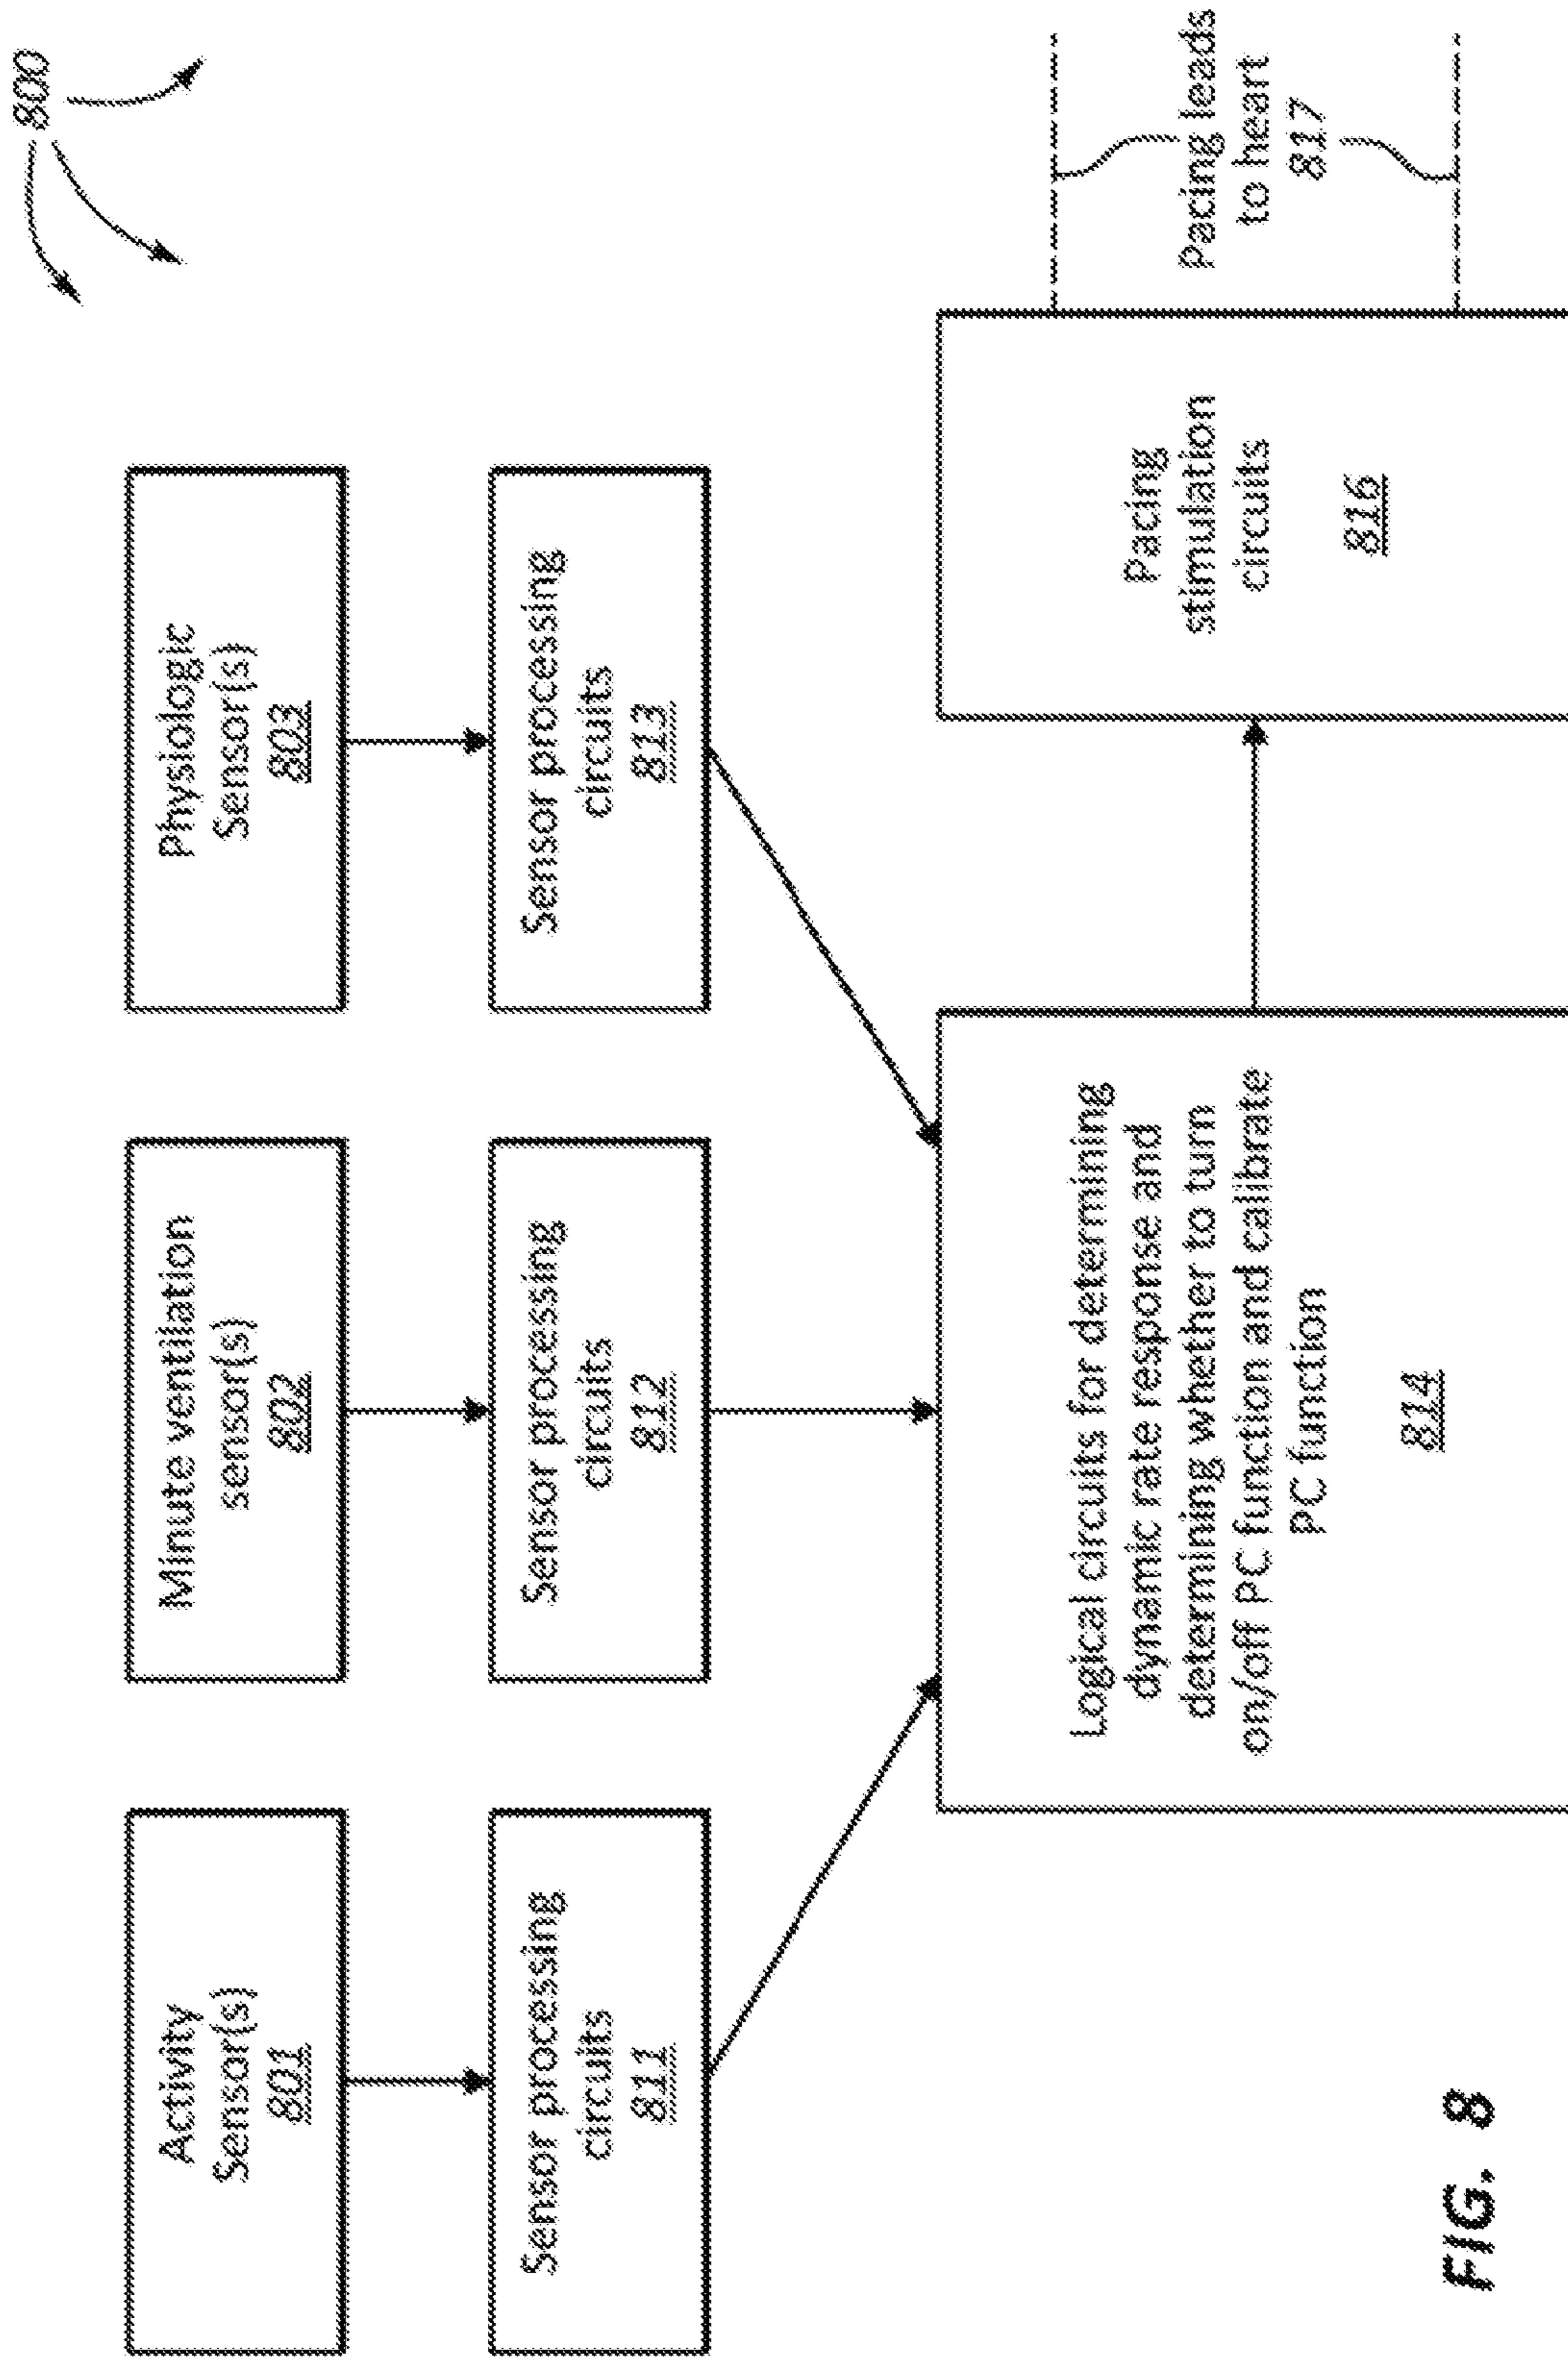 800
Activity
Sensor(s)
801
Minute ventilation
sensor(s)
802
Physiologic
Sensor(s)
803
Sensor processing
circuits
811
Sensor processing
circuits
812
Sensor processing
circuits
813
Logical circuits for determining
dynamic rate response and
determining whether to turn
on/off PC function and calibrate
PC function
814
Pacing
stimulation
circuits
816
Pacing leads
to heart
817
FIG. 8